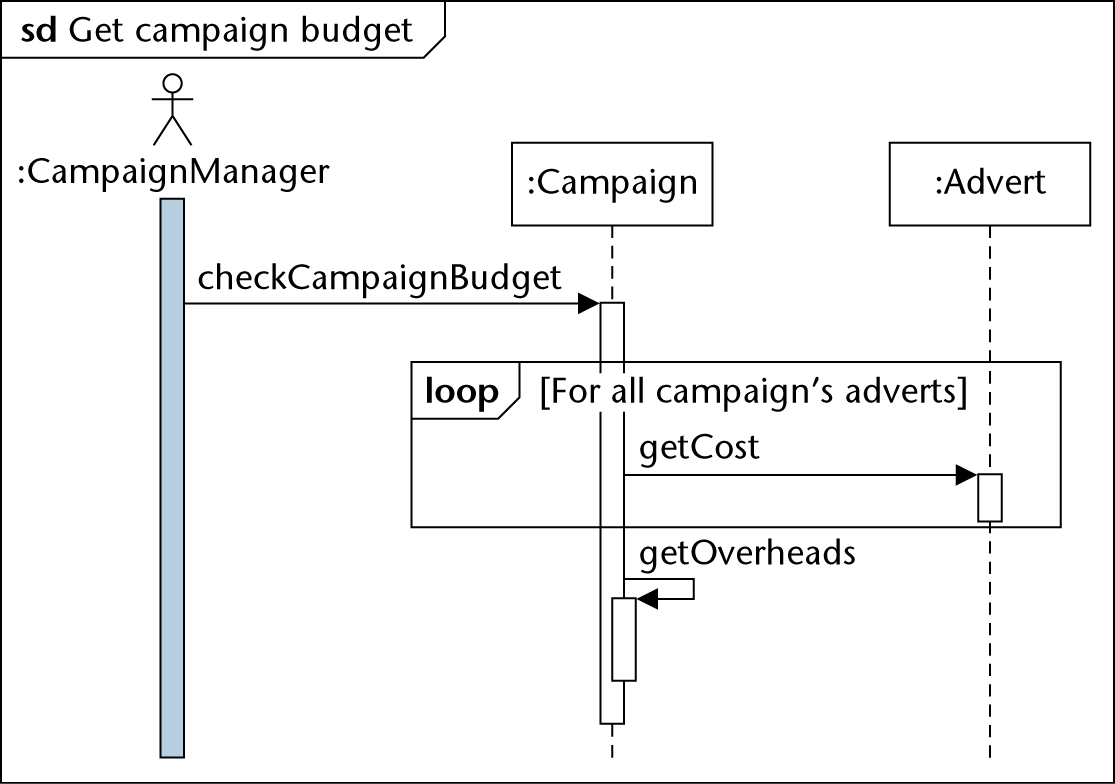 sd Get campaign budget
:CampaignManager
:Campaign
:Advert
checkCampaignBudget
loop [For all campaign’s adverts]
getCost
getOverheads